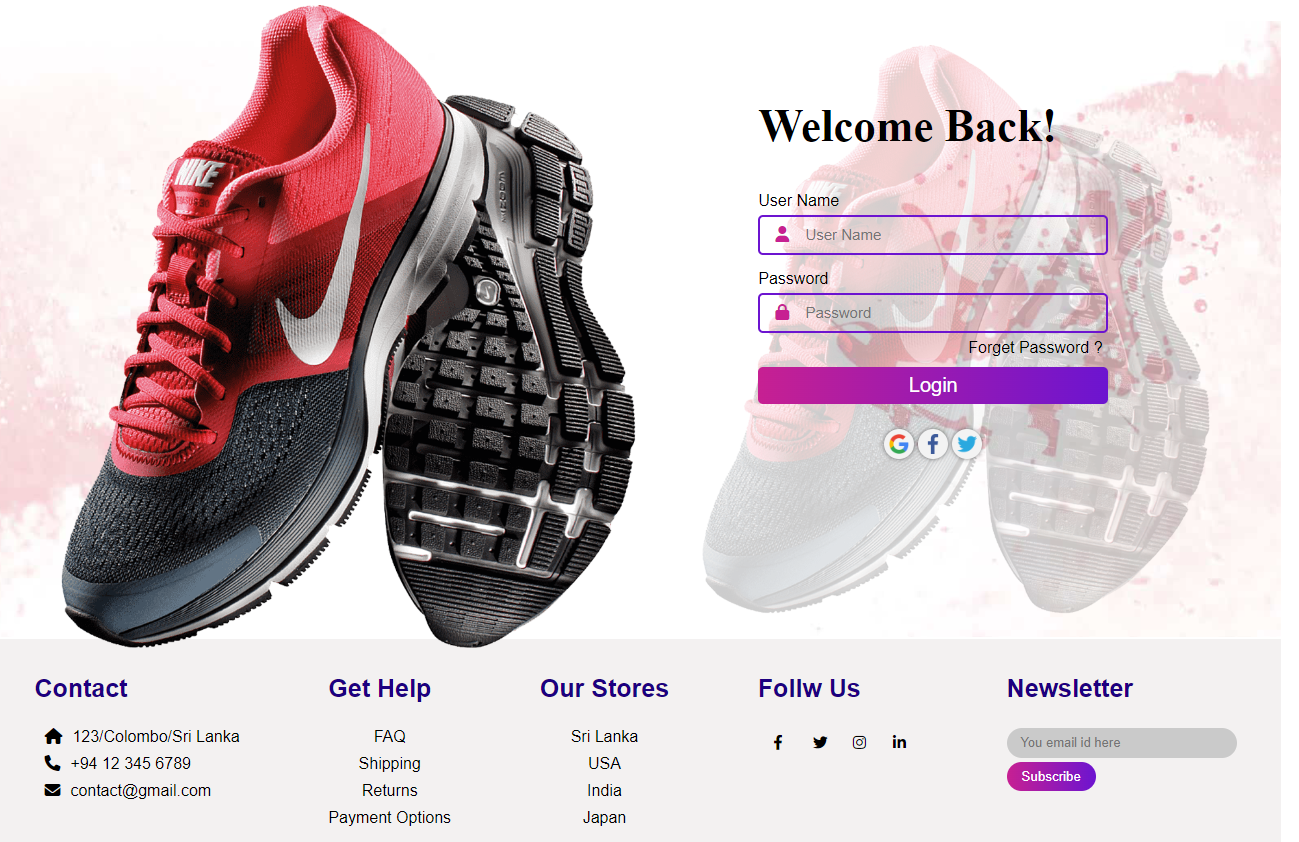 NIKE
Welcome Back!
User Name
User Name
Password
Password
Forget Password ?
Login
Contact
123/Colombo/Sri Lanka
+94 12 345 6789
contact@gmail.com
Get Help
FAQ
Shipping
Returns
Payment Options
Our Stores
Sri Lanka
USA
India
Japan
Follw Us
Newsletter
You email id here
Subscribe